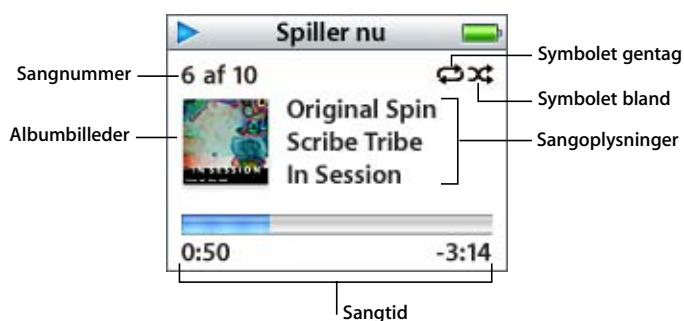 Spiller nu
Symbolet gentag
Sangnummer
6 af 10
Symbolet bland
Albumbilleder
Original Spin
Scribe Tribe
In Session
Sangoplysninger
IN SESSION
0:50
-3:14
Sangtid